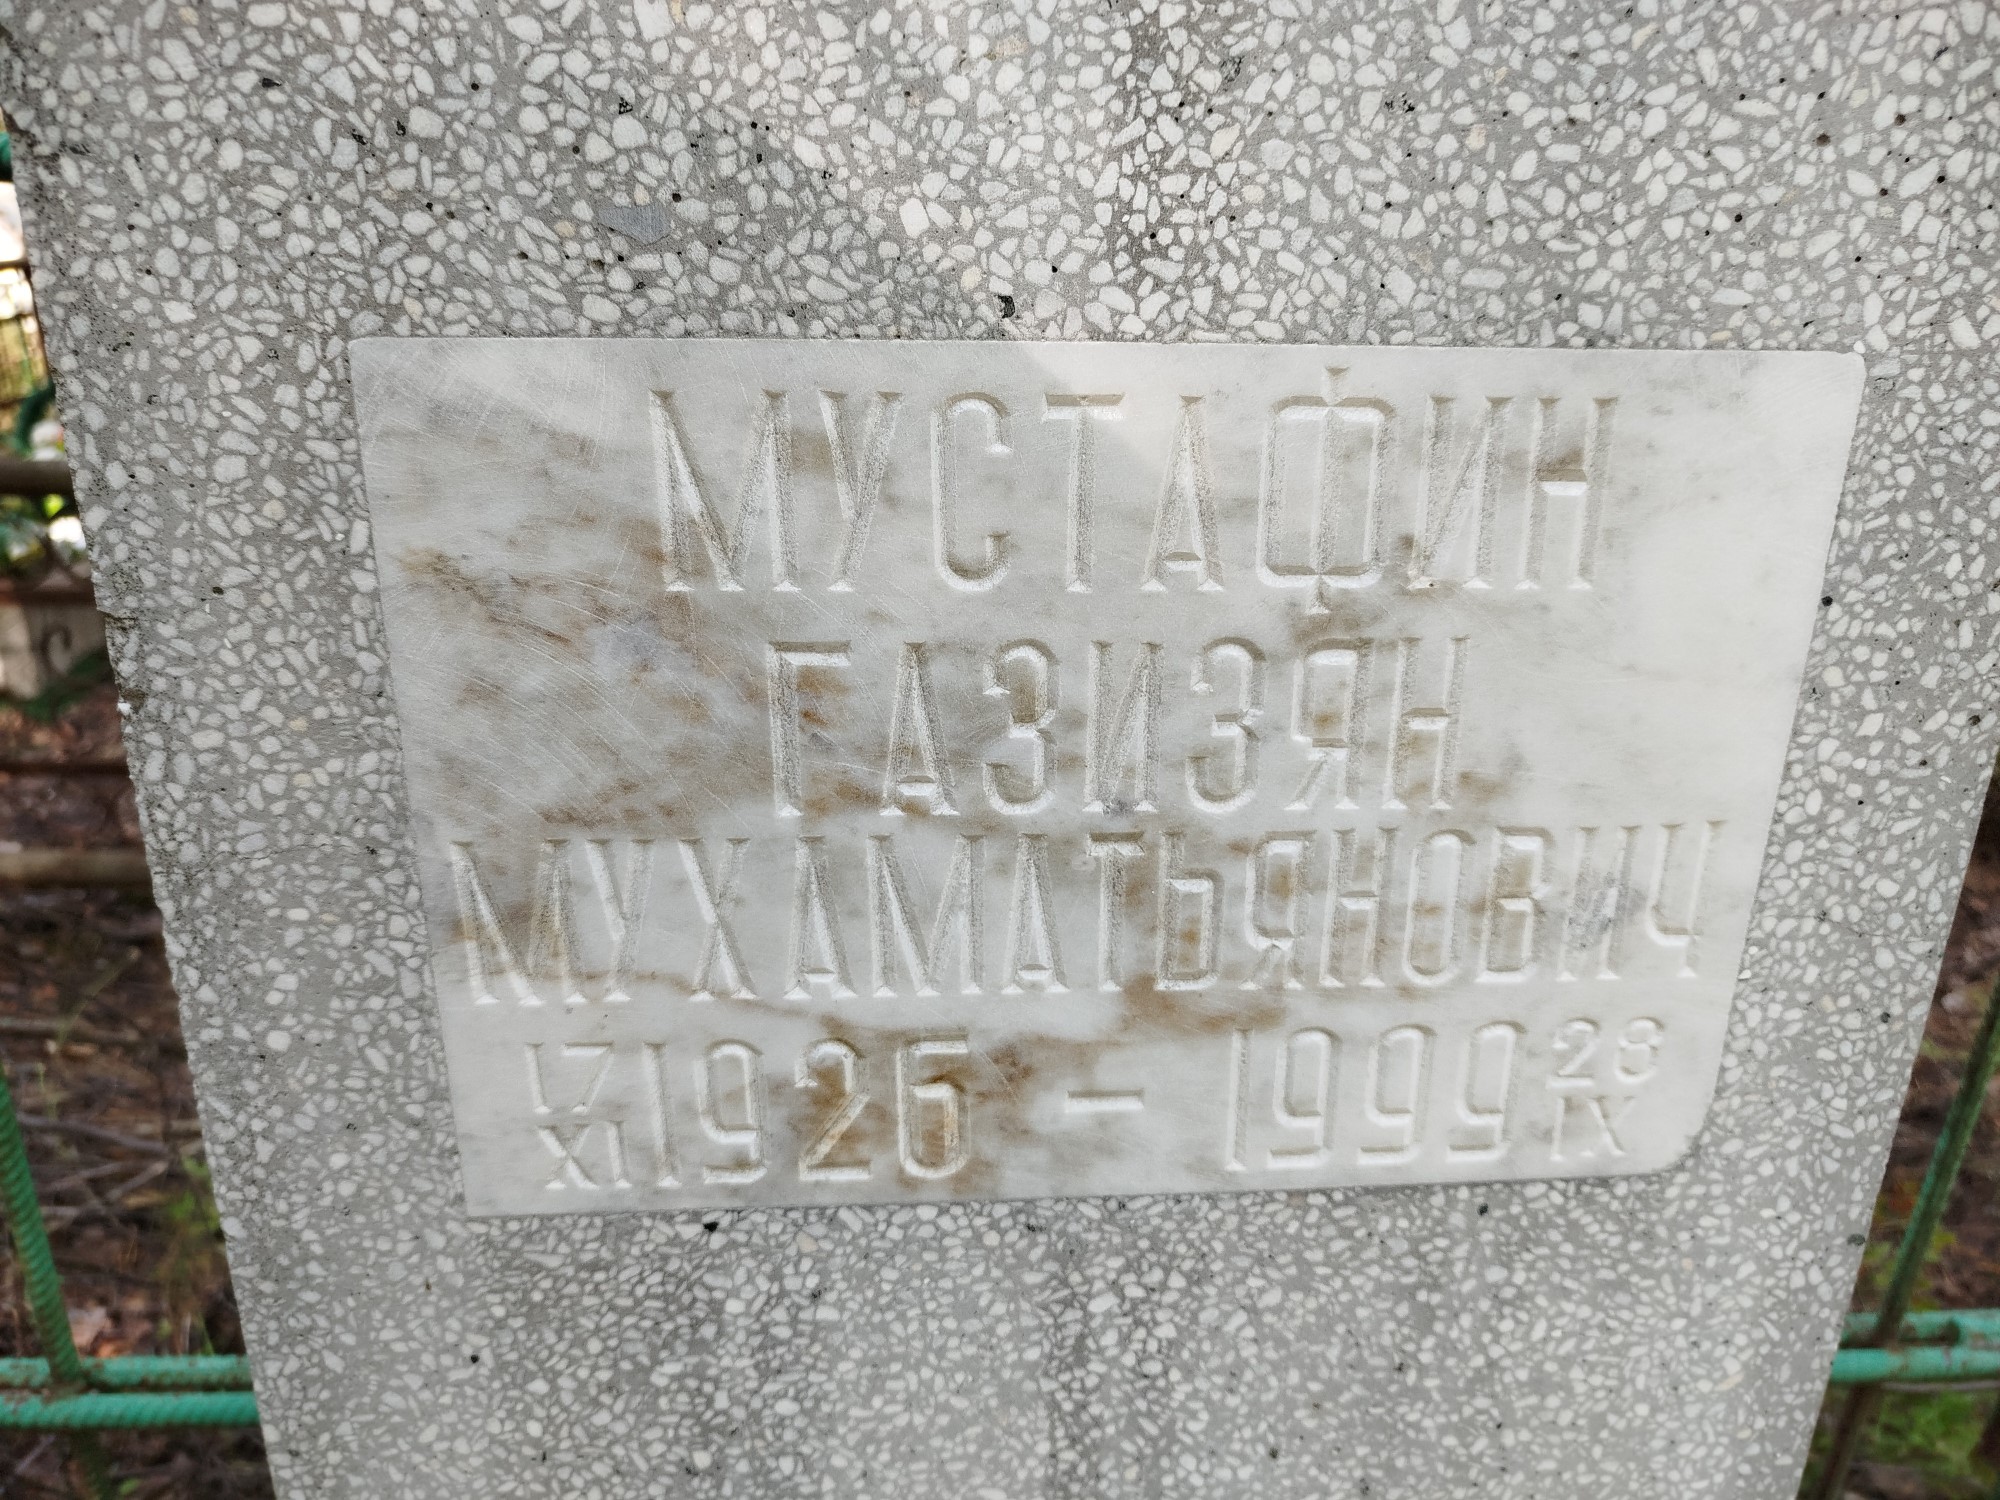 МУСТАФИН
ГАЗИЗЯН
МУХАМАТЬЯНОВИЧ
17/XI 1926 – 1999 28/IX